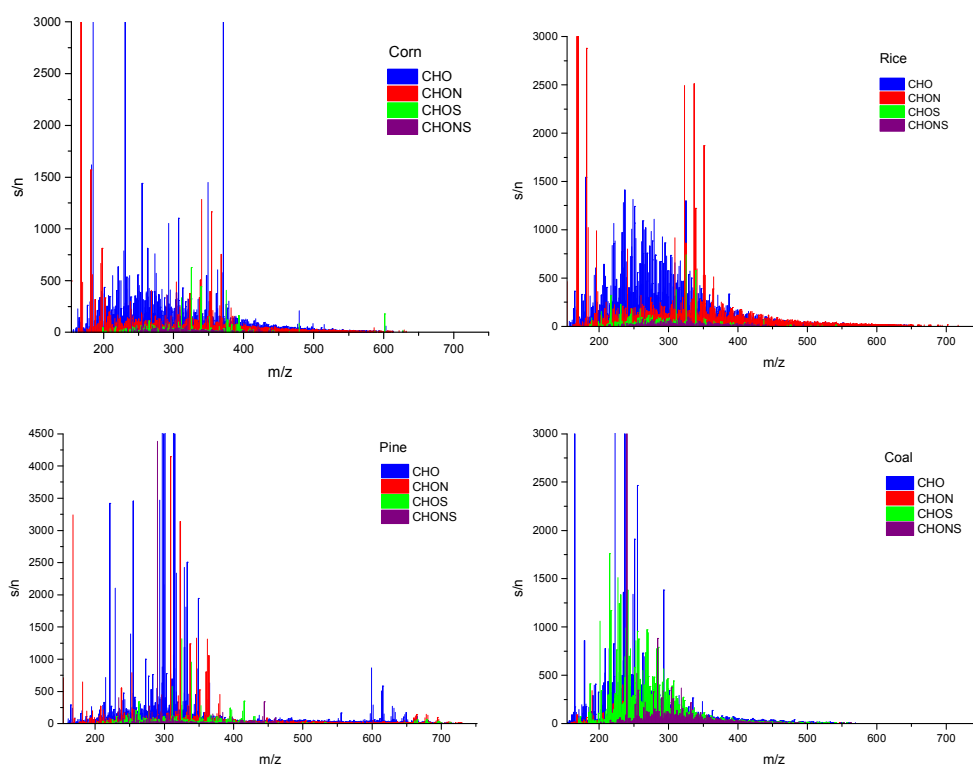 Corn
CHO
CHON
CHOS
CHONS
3000
2500
2000
1500
1000
500
0
s/n
200 300 400 500 600 700
m/z
Rice
CHO
CHON
CHOS
CHONS
3000
2500
2000
1500
1000
500
0
s/n
200 300 400 500 600 700
m/z
Pine
CHO
CHON
CHOS
CHONS
4500
4000
3500
3000
2500
2000
1500
1000
500
0
s/n
200 300 400 500 600 700
m/z
Coal
CHO
CHON
CHOS
CHONS
3000
2500
2000
1500
1000
500
0
s/n
200 300 400 500 600 700
m/z